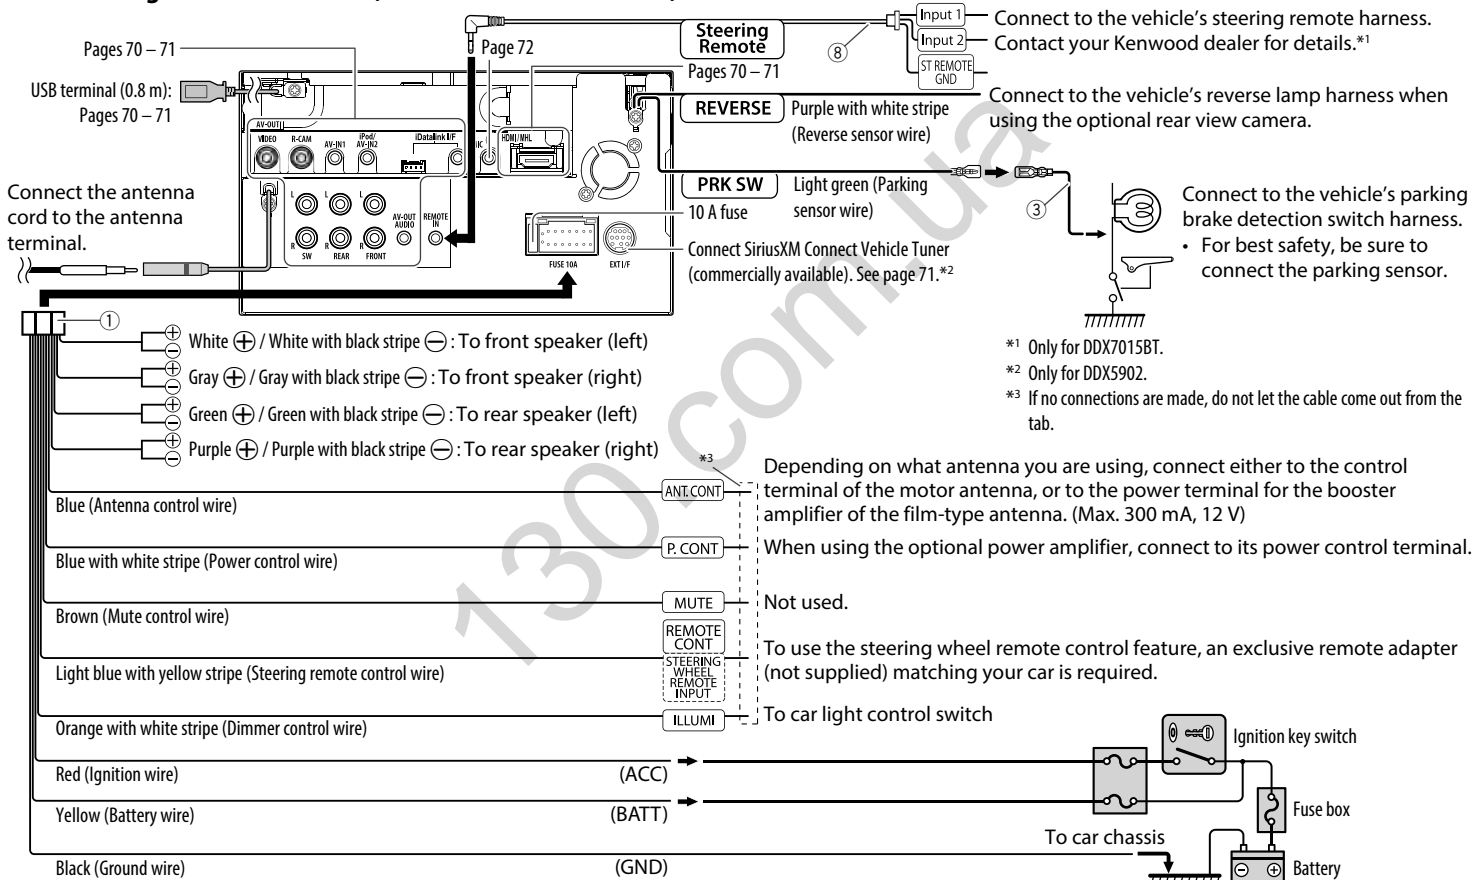 Steering
Remote
Input 1
Input 2
ST REMOTE
GND
Connect to the vehicle's steering remote harness.
Contact your Kenwood dealer for details.*1
⑧
Pages 70 – 71
Page 72
Pages 70 – 71
USB terminal (0.8 m):
Pages 70 – 71
REVERSE
Purple with white stripe
(Reverse sensor wire)
Connect to the vehicle's reverse lamp harness when
using the optional rear view camera.
AV-OUT
VIDEO
R-CAM
AV-IN1
iPod/
AV-IN2
iDatalink I/F
IC
HDMI/MHL
PRK SW
Light green (Parking
sensor wire)
③
Connect to the vehicle's parking
brake detection switch harness.
• For best safety, be sure to
connect the parking sensor.
Connect the antenna
cord to the antenna
terminal.
L
L
L
R
R
R
SW
REAR
FRONT
AV-OUT
AUDIO
REMOTE
IN
10 A fuse
FUSE 10A
EXT I/F
Connect SiriusXM Connect Vehicle Tuner
(commercially available). See page 71.*2
①
⊕ ⊖ White ⊕ / White with black stripe ⊖ : To front speaker (left)
⊕ ⊖ Gray ⊕ / Gray with black stripe ⊖ : To front speaker (right)
⊕ ⊖ Green ⊕ / Green with black stripe ⊖ : To rear speaker (left)
⊕ ⊖ Purple ⊕ / Purple with black stripe ⊖ : To rear speaker (right)
*1 Only for DDX7015BT.
*2 Only for DDX5902.
*3 If no connections are made, do not let the cable come out from the
tab.
*3
Blue (Antenna control wire)
ANT. CONT
Depending on what antenna you are using, connect either to the control
terminal of the motor antenna, or to the power terminal for the booster
amplifier of the film-type antenna. (Max. 300 mA, 12 V)
Blue with white stripe (Power control wire)
P. CONT
When using the optional power amplifier, connect to its power control terminal.
Brown (Mute control wire)
MUTE
Not used.
Light blue with yellow stripe (Steering remote control wire)
REMOTE
CONT
STEERING
WHEEL
REMOTE
INPUT
To use the steering wheel remote control feature, an exclusive remote adapter
(not supplied) matching your car is required.
Orange with white stripe (Dimmer control wire)
ILLUMI
To car light control switch
Red (Ignition wire)
(ACC)
Ignition key switch
Yellow (Battery wire)
(BATT)
Fuse box
Black (Ground wire)
(GND)
To car chassis
⊖ ⊕
Battery
130.com.ua